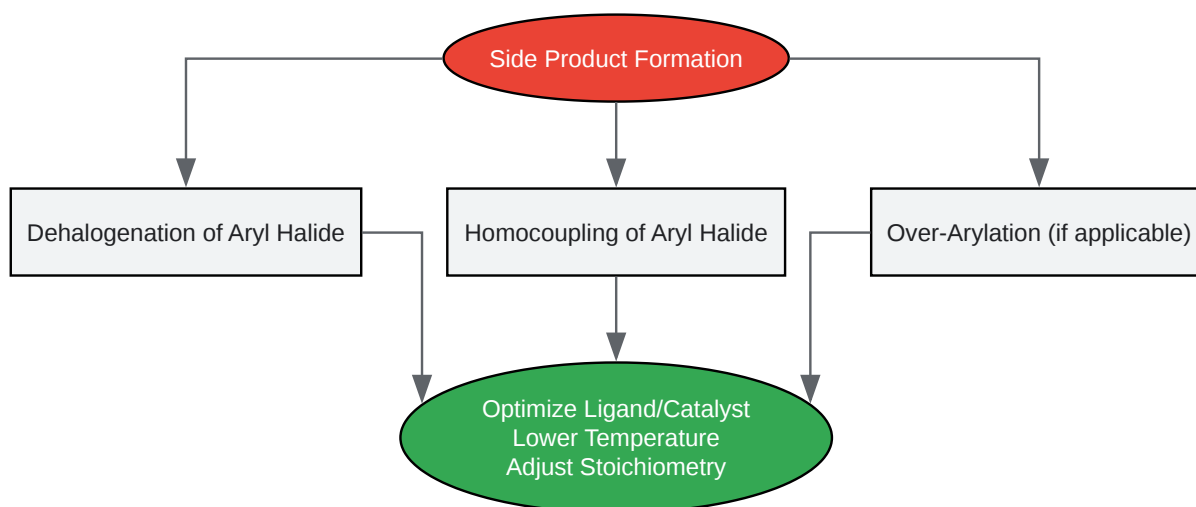 Side Product Formation
Dehalogenation of Aryl Halide
Homocoupling of Aryl Halide
Over-Arylation (if applicable)
Optimize Ligand/Catalyst
Lower Temperature
Adjust Stoichiometry